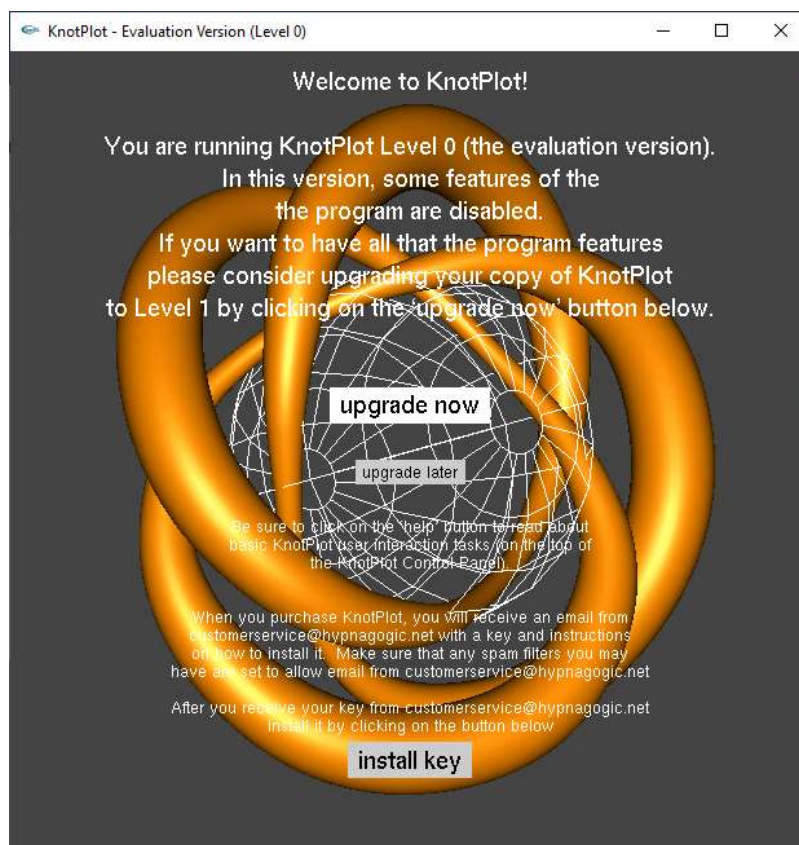 KnotPlot - Evaluation Version (Level 0)
Welcome to KnotPlot!
You are running KnotPlot Level 0 (the evaluation version).
In this version, some features of the
the program are disabled.
If you want to have all that the program features
please consider upgrading your copy of KnotPlot
to Level 1 by clicking on the 'upgrade now' button below.
upgrade now
upgrade later
Be sure to click on the 'help' button to read about
basic KnotPlot user interaction tasks (on the top of
the KnotPlot Control Panel).
When you purchase KnotPlot, you will receive an email from
customerservice@hypnagogic.net with a key and instructions
on how to install it. Make sure that any spam filters you may
have are set to allow email from customerservice@hypnagogic.net
After you receive your key from customerservice@hypnagogic.net
install it by clicking on the button below
install key